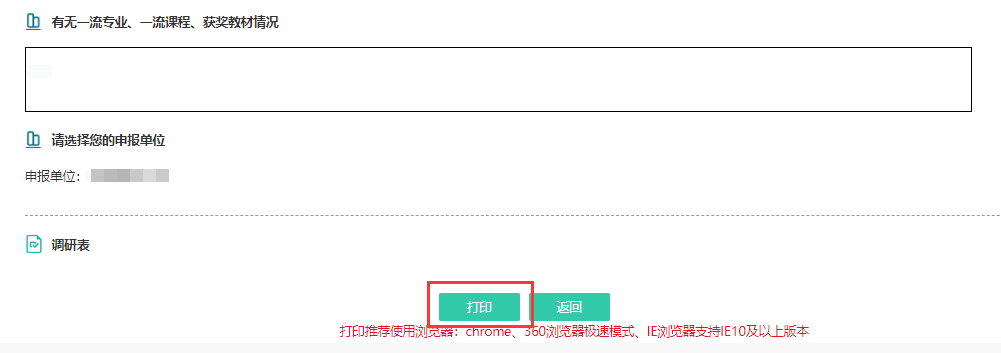 有无一流专业、一流课程、获奖教材情况
请选择您的申报单位
申报单位：
调研表
打印
返回
打印推荐使用浏览器：chrome、360浏览器极速模式、IE浏览器支持IE10及以上版本